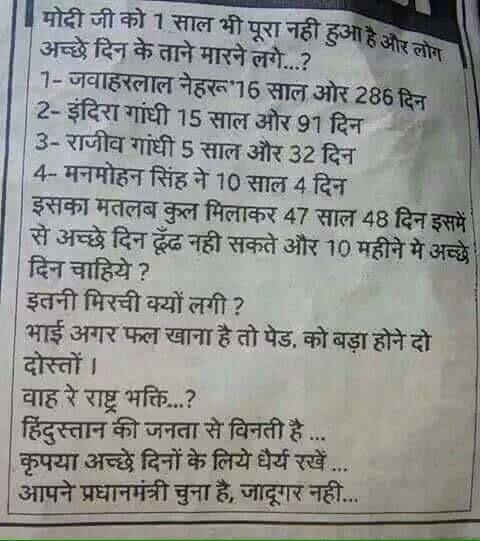 मोदी जी को 1 साल भी पूरा नही हुआ है और लोग
अच्छे दिन के ताने मारने लगे...?
1- जवाहरलाल नेहरू '16 साल ओर 286 दिन
2- इंदिरा गांधी 15 साल और 91 दिन
3- राजीव गांधी 5 साल और 32 दिन
4- मनमोहन सिंह ने 10 साल 4 दिन
इसका मतलब कुल मिलाकर 47 साल 48 दिन इसमें
से अच्छे दिन ढूँढ नही सकते और 10 महीने मे अच्छे
दिन चाहिये ?
इतनी मिरची क्यों लगी ?
भाई अगर फल खाना है तो पेड. को बड़ा होने दो
दोस्तों ।
वाह रे राष्ट्र भक्ति...?
हिंदुस्तान की जनता से विनती है ...
कृपया अच्छे दिनों के लिये धैर्य रखें ...
आपने प्रधानमंत्री चुना है, जादूगर नही...